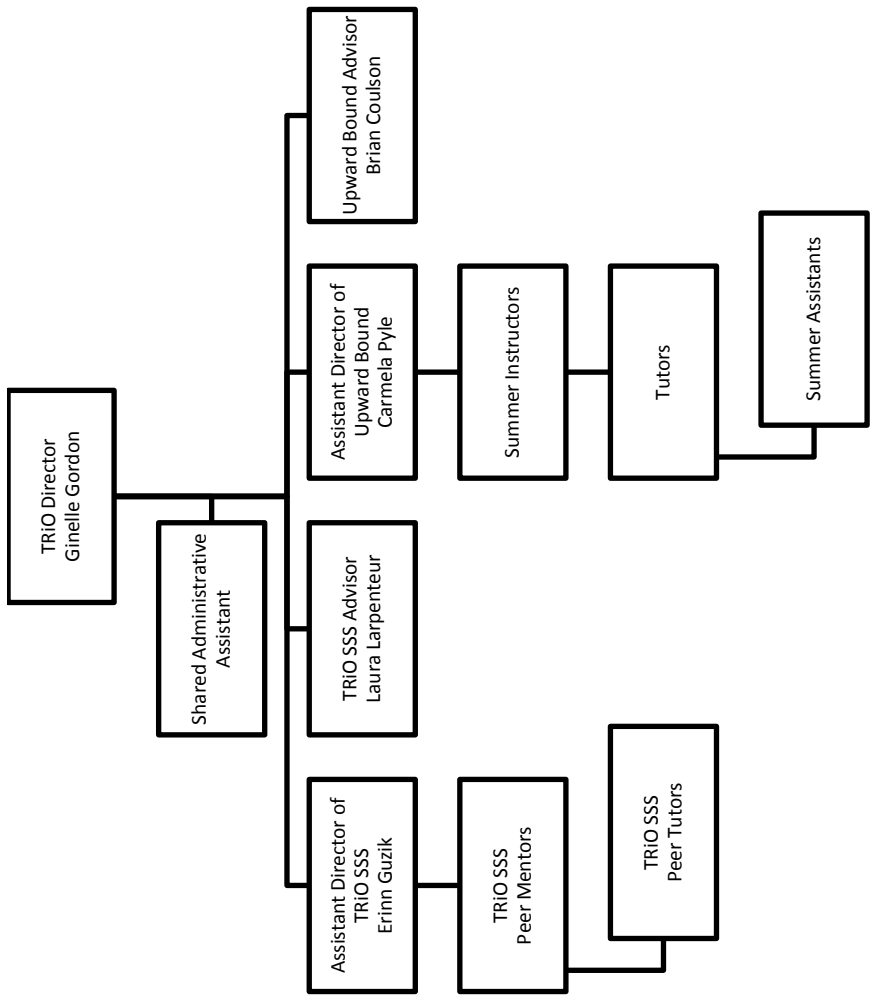 TRiO Director
Ginelle Gordon
Shared Administrative
Assistant
Assistant Director of
TRiO SSS
Erinn Guzik
TRiO SSS Advisor
Laura Larpenteur
Assistant Director of
Upward Bound
Carmela Pyle
Upward Bound Advisor
Brian Coulson
TRiO SSS
Peer Mentors
Summer Instructors
TRiO SSS
Peer Tutors
Tutors
Summer Assistants